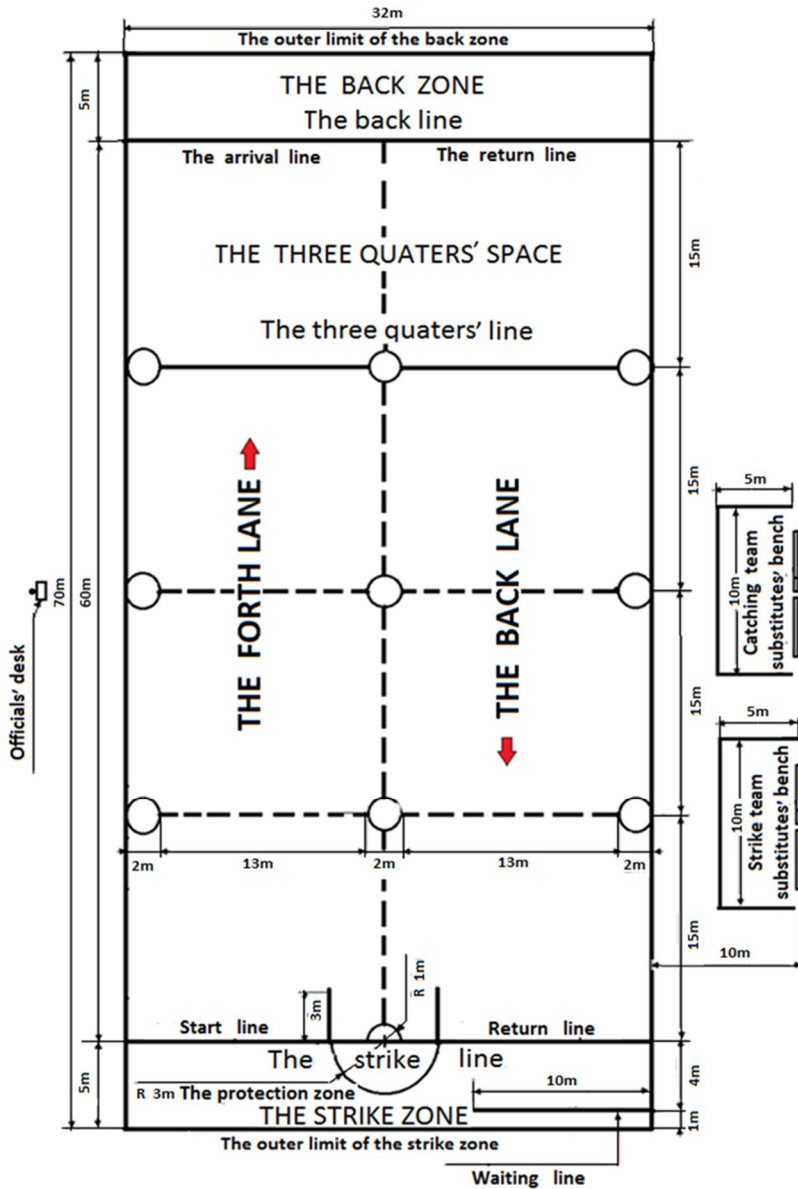 32m
The outer limit of the back zone
5m
THE BACK ZONE
The back line
The arrival line
The return line
15m
THE THREE QUATERS' SPACE
The three quaters' line
15m
5m
10m
Catching team
substitutes' bench
THE FORTH LANE
THE BACK LANE
70m
60m
Officials' desk
15m
5m
10m
Strike team
substitutes' bench
2m
13m
2m
13m
2m
15m
10m
R 1m
3m
Start line
Return line
The strike line
5m
R 3m The protection zone
10m
4m
THE STRIKE ZONE
1m
The outer limit of the strike zone
Waiting line